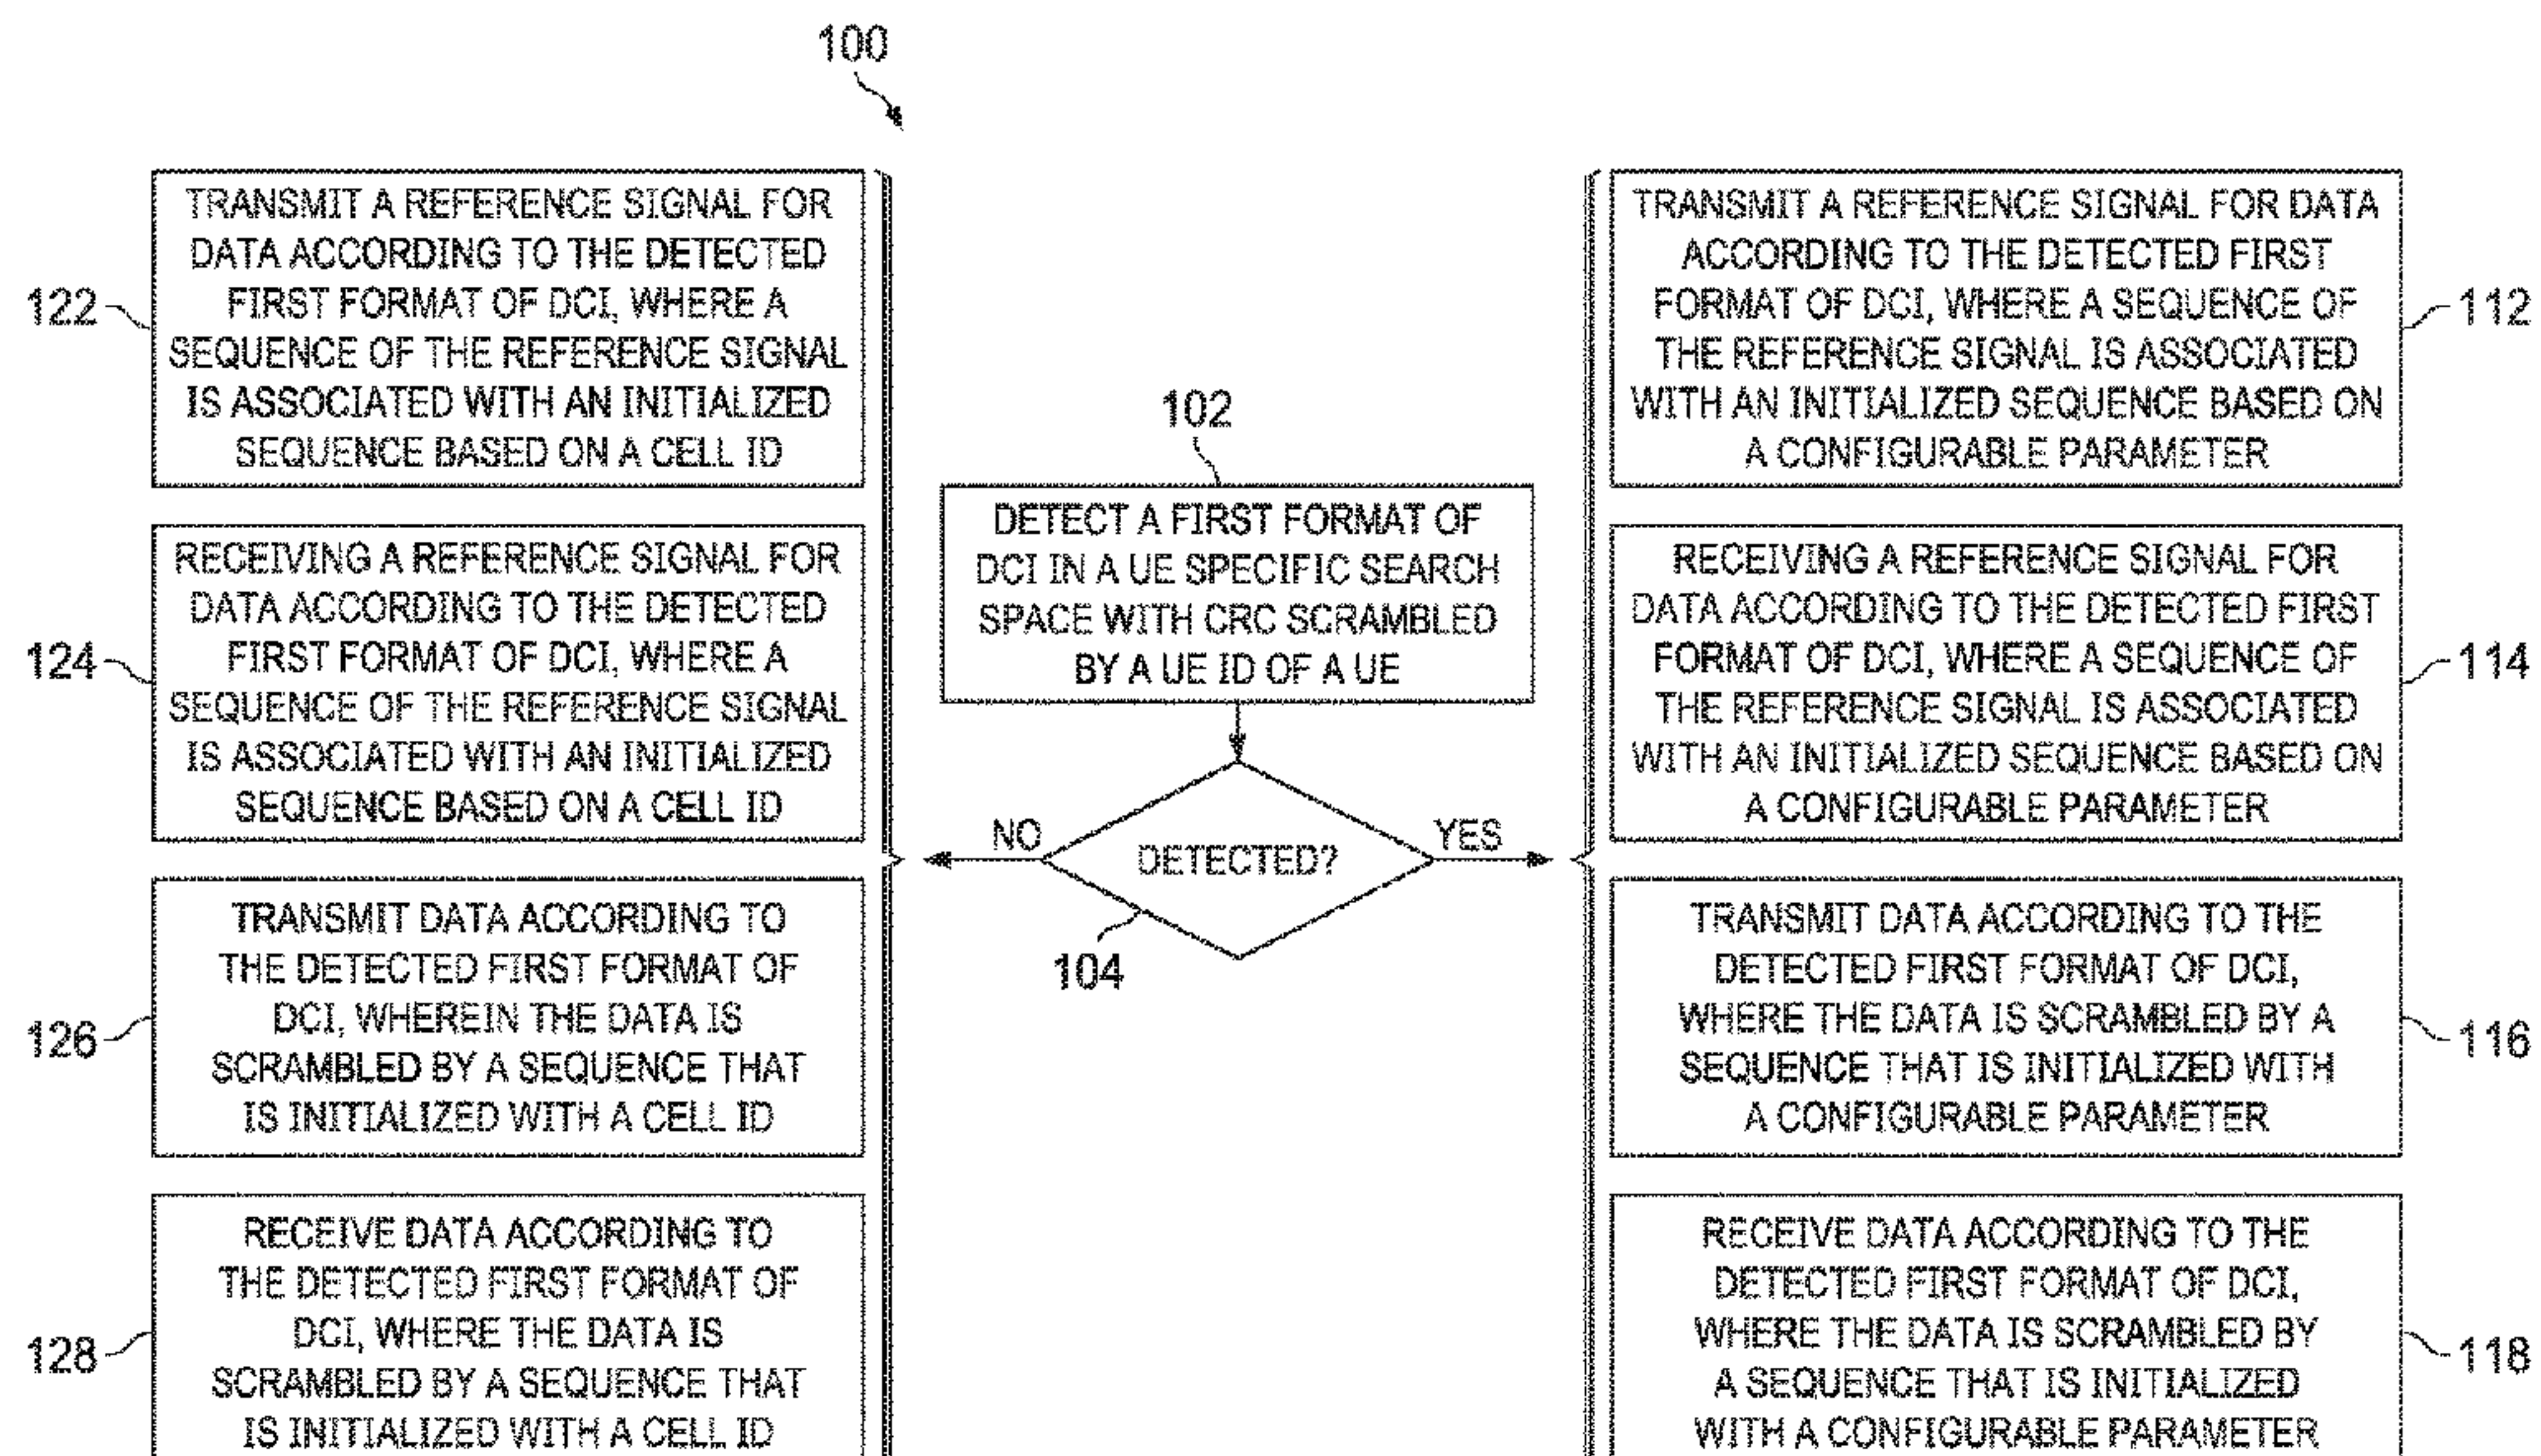 100
122
TRANSMIT A REFERENCE SIGNAL FOR
DATA ACCORDING TO THE DETECTED
FIRST FORMAT OF DCI, WHERE A
SEQUENCE OF THE REFERENCE SIGNAL
IS ASSOCIATED WITH AN INITIALIZED
SEQUENCE BASED ON A CELL ID
124
RECEIVING A REFERENCE SIGNAL FOR
DATA ACCORDING TO THE DETECTED
FIRST FORMAT OF DCI, WHERE A
SEQUENCE OF THE REFERENCE SIGNAL
IS ASSOCIATED WITH AN INITIALIZED
SEQUENCE BASED ON A CELL ID
126
TRANSMIT DATA ACCORDING TO
THE DETECTED FIRST FORMAT OF
DCI, WHEREIN THE DATA IS
SCRAMBLED BY A SEQUENCE THAT
IS INITIALIZED WITH A CELL ID
128
RECEIVE DATA ACCORDING TO
THE DETECTED FIRST FORMAT OF
DCI, WHERE THE DATA IS
SCRAMBLED BY A SEQUENCE THAT
IS INITIALIZED WITH A CELL ID
102
DETECT A FIRST FORMAT OF
DCI IN A UE SPECIFIC SEARCH
SPACE WITH CRC SCRAMBLED
BY A UE ID OF A UE
NO
DETECTED?
YES
104
TRANSMIT A REFERENCE SIGNAL FOR DATA
ACCORDING TO THE DETECTED FIRST
FORMAT OF DCI, WHERE A SEQUENCE OF
THE REFERENCE SIGNAL IS ASSOCIATED
WITH AN INITIALIZED SEQUENCE BASED ON
A CONFIGURABLE PARAMETER
112
RECEIVING A REFERENCE SIGNAL FOR
DATA ACCORDING TO THE DETECTED FIRST
FORMAT OF DCI, WHERE A SEQUENCE OF
THE REFERENCE SIGNAL IS ASSOCIATED
WITH AN INITIALIZED SEQUENCE BASED ON
A CONFIGURABLE PARAMETER
114
TRANSMIT DATA ACCORDING TO THE
DETECTED FIRST FORMAT OF DCI,
WHERE THE DATA IS SCRAMBLED BY A
SEQUENCE THAT IS INITIALIZED WITH
A CONFIGURABLE PARAMETER
116
RECEIVE DATA ACCORDING TO THE
DETECTED FIRST FORMAT OF DCI,
WHERE THE DATA IS SCRAMBLED BY
A SEQUENCE THAT IS INITIALIZED
WITH A CONFIGURABLE PARAMETER
118